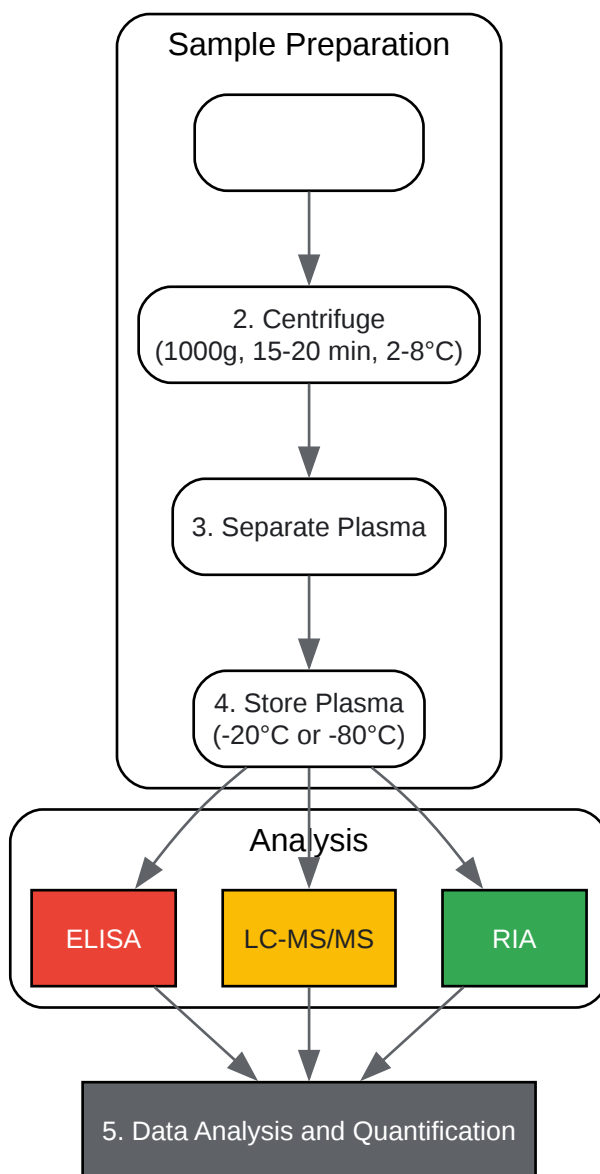 Sample Preparation
2. Centrifuge
(1000g, 15-20 min, 2-8°C)
3. Separate Plasma
4. Store Plasma
(-20°C or -80°C)
Analysis
ELISA
LC-MS/MS
RIA
5. Data Analysis and Quantification